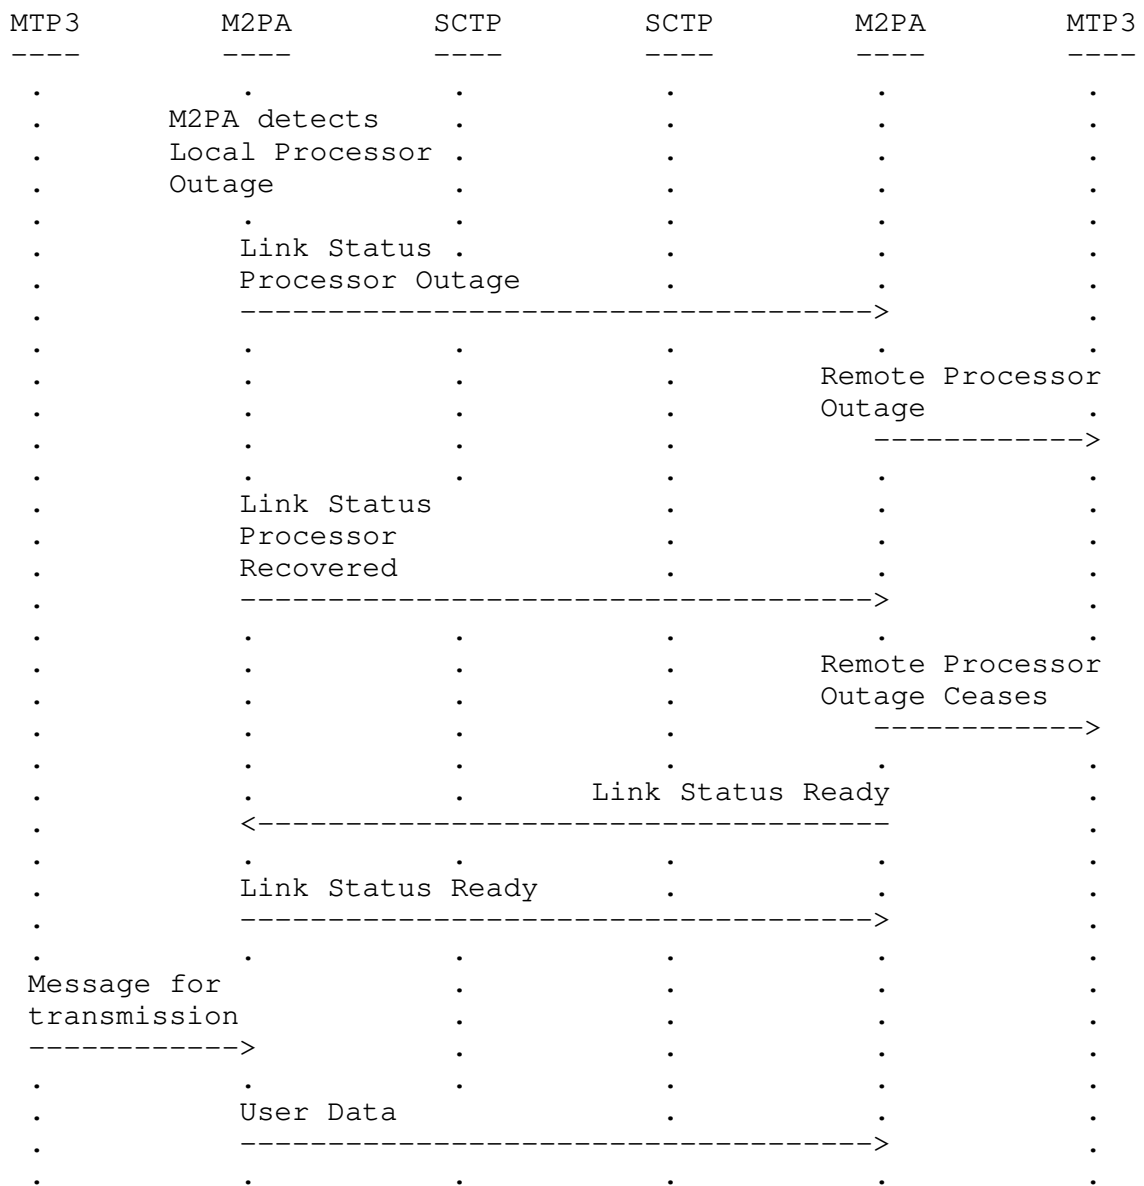 MTP3 M2PA SCTP SCTP M2PA MTP3
---- ---- ---- ---- ---- ----
. . . . . .
. M2PA detects . . . .
. Local Processor . . . .
. Outage . . . .
. . . . . .
. Link Status . . . .
. Processor Outage . . .
. ------------------------------------> .
. . . . . .
. . . . Remote Processor
. . . . Outage .
. . . . ------------>
. . . . . .
. Link Status . . .
. Processor . . .
. Recovered . . .
. ------------------------------------> .
. . . . . .
. . . . Remote Processor
. . . . Outage Ceases
. . . . ------------>
. . . . . .
. . . Link Status Ready .
. <------------------------------------ .
. . . . . .
. Link Status Ready . . .
. ------------------------------------> .
. . . . . .
Message for . . . .
transmission . . . .
------------> . . . .
. . . . . .
. User Data . . .
. ------------------------------------> .
. . . . . .